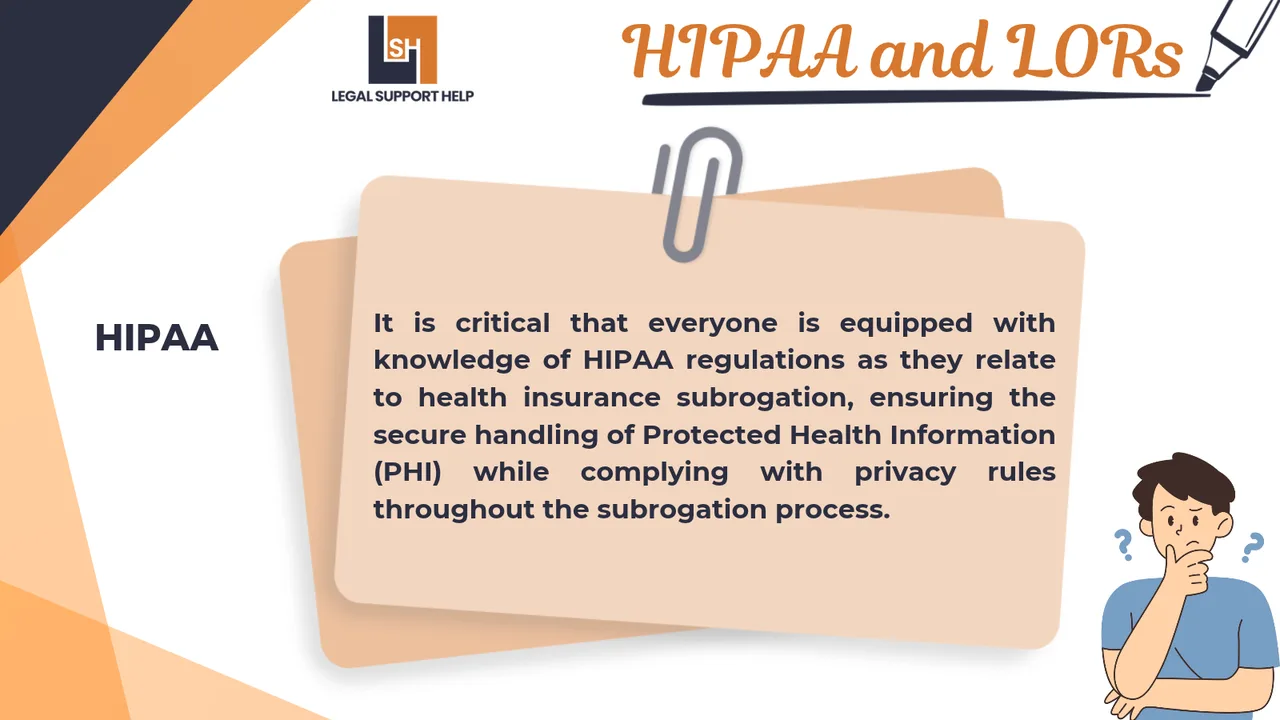 LSH
LEGAL SUPPORT HELP
HIPAA and LORs
HIPAA
It is critical that everyone is equipped with
knowledge of HIPAA regulations as they relate
to health insurance subrogation, ensuring the
secure handling of Protected Health Information
(PHI) while complying with privacy rules
throughout the subrogation process.
? ?